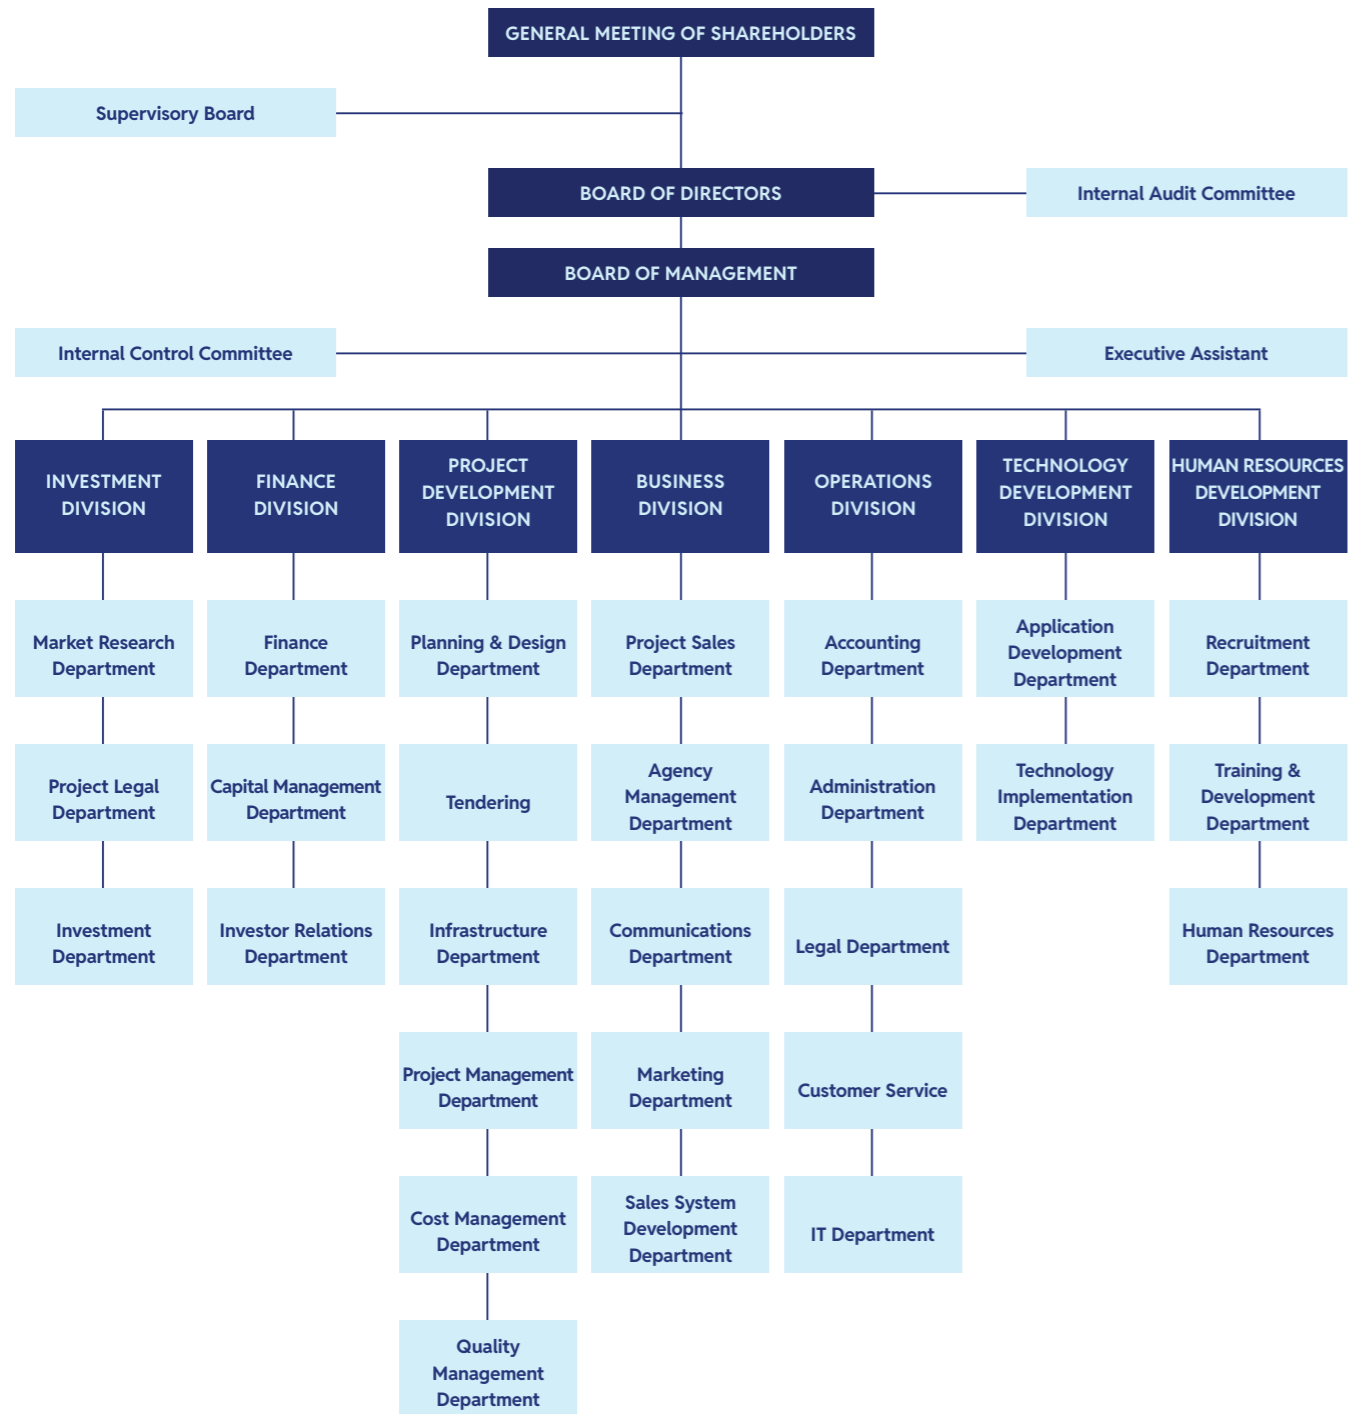 GENERAL MEETING OF SHAREHOLDERS
Supervisory Board
BOARD OF DIRECTORS
Internal Audit Committee
BOARD OF MANAGEMENT
Internal Control Committee
Executive Assistant
INVESTMENT
DIVISION
FINANCE
DIVISION
PROJECT
DEVELOPMENT
DIVISION
BUSINESS
DIVISION
OPERATIONS
DIVISION
TECHNOLOGY
DEVELOPMENT
DIVISION
HUMAN RESOURCES
DEVELOPMENT
DIVISION
Market Research
Department
Finance
Department
Planning & Design
Department
Project Sales
Department
Accounting
Department
Application
Development
Department
Recruitment
Department
Project Legal
Department
Capital Management
Department
Tendering
Agency
Management
Department
Administration
Department
Technology
Implementation
Department
Training &
Development
Department
Investment
Department
Investor Relations
Department
Infrastructure
Department
Communications
Department
Legal Department
Human Resources
Department
Project Management
Department
Marketing
Department
Customer Service
Cost Management
Department
Sales System
Development
Department
IT Department
Quality
Management
Department